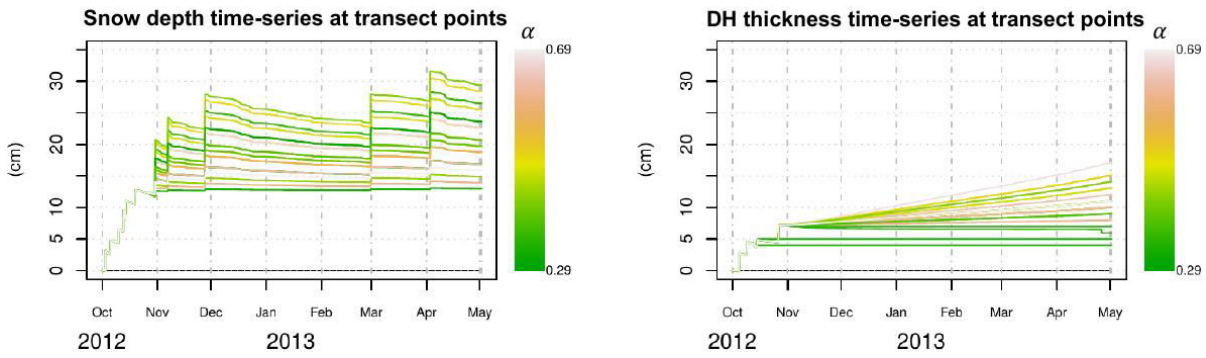 Snow depth time-series at transect points
α
0.69
0.29
(cm)
30
20
10
5
0
Oct Nov Dec Jan Feb Mar Apr May
2012 2013
DH thickness time-series at transect points
α
0.69
0.29
(cm)
30
20
10
5
0
Oct Nov Dec Jan Feb Mar Apr May
2012 2013